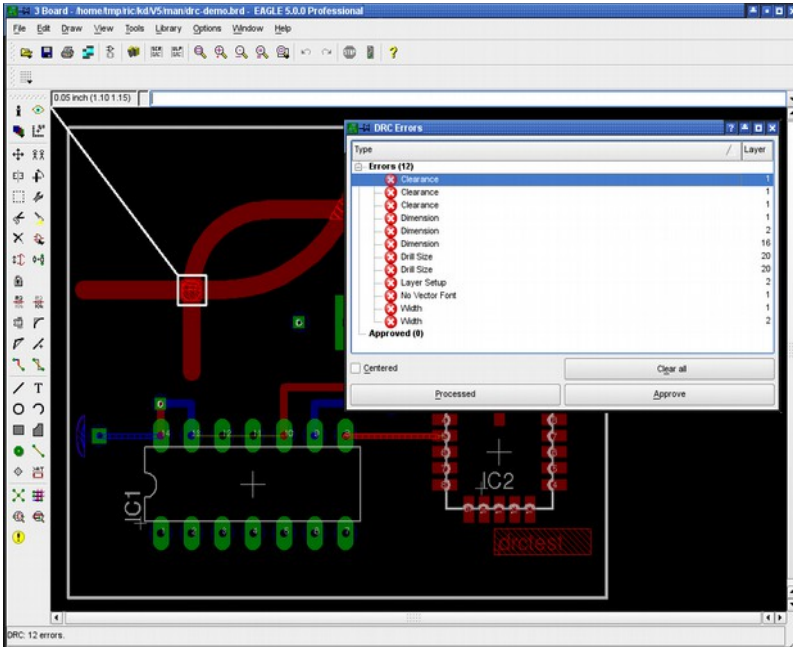 3 Board - /home/tmp/ric/kd/V5/man/drc-demo.brd - EAGLE 5.0.0 Professional
File Edit Draw View Tools Library Options Window Help
0.05 inch (1.10 1.15)
DRC Errors
Type / Layer
Errors (12)
Clearance 1
Clearance 1
Clearance 1
Dimension 1
Dimension 2
Dimension 16
Drill Size 20
Drill Size 20
Layer Setup 2
No Vector Font 1
Width 1
Width 2
Approved (0)
Centered Clear all
Processed Approve
IC1
IC2
drctest
DRC: 12 errors.